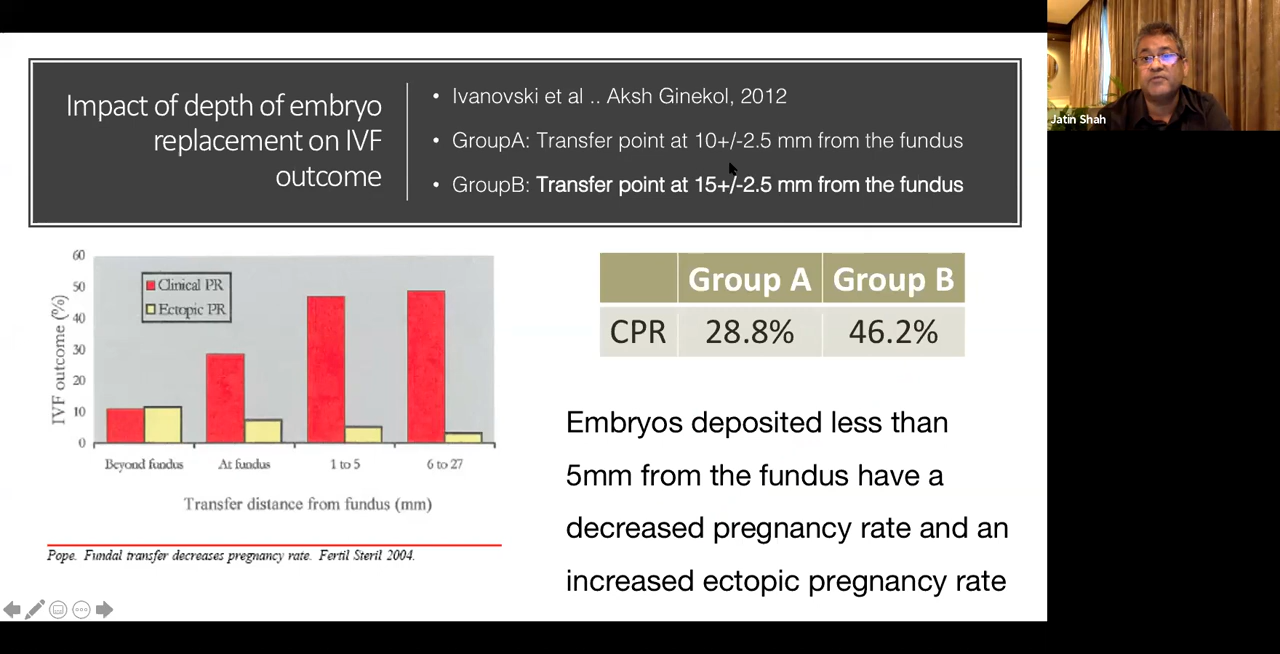 Impact of depth of embryo
replacement on IVF
outcome
• Ivanovski et al .. Aksh Ginekol, 2012
• GroupA: Transfer point at 10+/-2.5 mm from the fundus
• GroupB: Transfer point at 15+/-2.5 mm from the fundus
Jatin Shah
IVF outcome (%)
60
50
40
30
20
10
0
Clinical PR
Ectopic PR
Beyond fundus At fundus 1 to 5 6 to 27
Transfer distance from fundus (mm)
Pope. Fundal transfer decreases pregnancy rate. Fertil Steril 2004.
Group A Group B
CPR 28.8% 46.2%
Embryos deposited less than
5mm from the fundus have a
decreased pregnancy rate and an
increased ectopic pregnancy rate